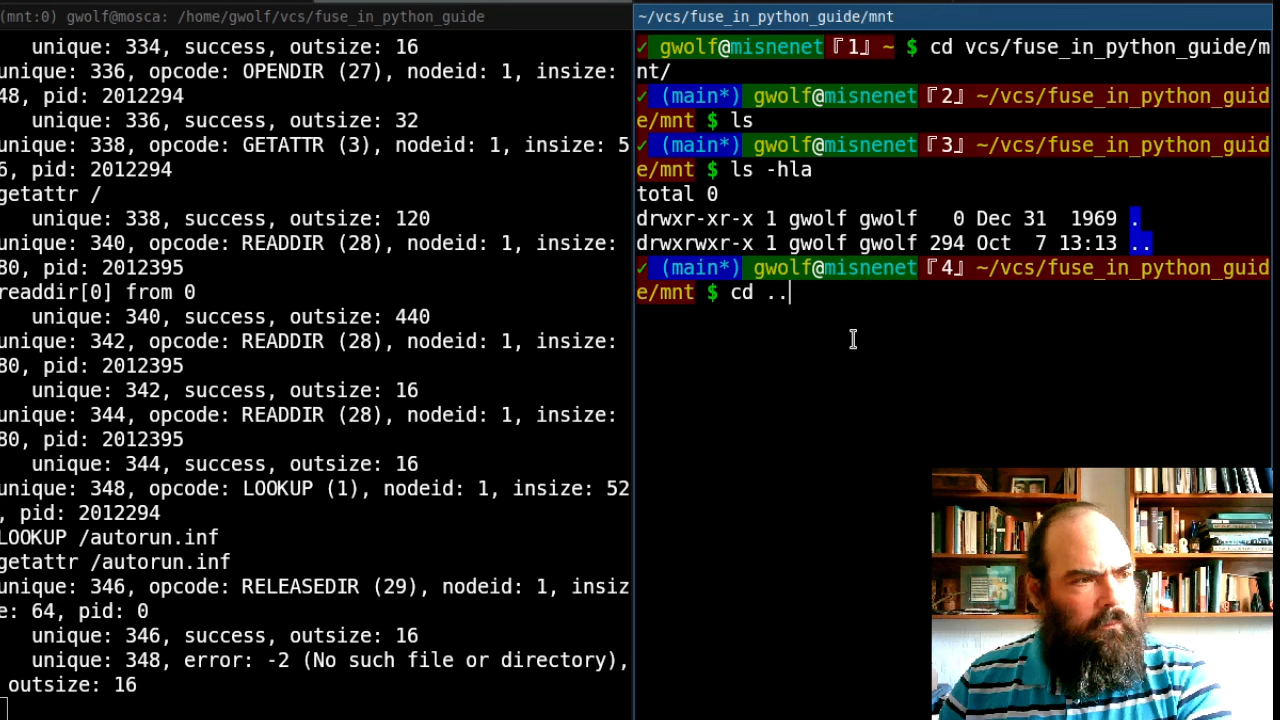 (mnt:0) gwolf@mosca: /home/gwolf/vcs/fuse_in_python_guide
unique: 334, success, outsize: 16
unique: 336, opcode: OPENDIR (27), nodeid: 1, insize:
48, pid: 2012294
unique: 336, success, outsize: 32
unique: 338, opcode: GETATTR (3), nodeid: 1, insize: 5
6, pid: 2012294
getattr /
unique: 338, success, outsize: 120
unique: 340, opcode: READDIR (28), nodeid: 1, insize:
80, pid: 2012395
readdir[0] from 0
unique: 340, success, outsize: 440
unique: 342, opcode: READDIR (28), nodeid: 1, insize:
80, pid: 2012395
unique: 342, success, outsize: 16
unique: 344, opcode: READDIR (28), nodeid: 1, insize:
80, pid: 2012395
unique: 344, success, outsize: 16
unique: 348, opcode: LOOKUP (1), nodeid: 1, insize: 52
, pid: 2012294
LOOKUP /autorun.inf
getattr /autorun.inf
unique: 346, opcode: RELEASEDIR (29), nodeid: 1, insiz
e: 64, pid: 0
unique: 346, success, outsize: 16
unique: 348, error: -2 (No such file or directory),
outsize: 16
~/vcs/fuse_in_python_guide/mnt
✓ gwolf@misnenet『1』~ $ cd vcs/fuse_in_python_guide/m
nt/
✓ (main*) gwolf@misnenet『2』~/vcs/fuse_in_python_guid
e/mnt $ ls
✓ (main*) gwolf@misnenet『3』~/vcs/fuse_in_python_guid
e/mnt $ ls -hla
total 0
drwxr-xr-x 1 gwolf gwolf   0 Dec 31  1969 .
drwxrwxr-x 1 gwolf gwolf 294 Oct  7 13:13 ..
✓ (main*) gwolf@misnenet『4』~/vcs/fuse_in_python_guid
e/mnt $ cd ..